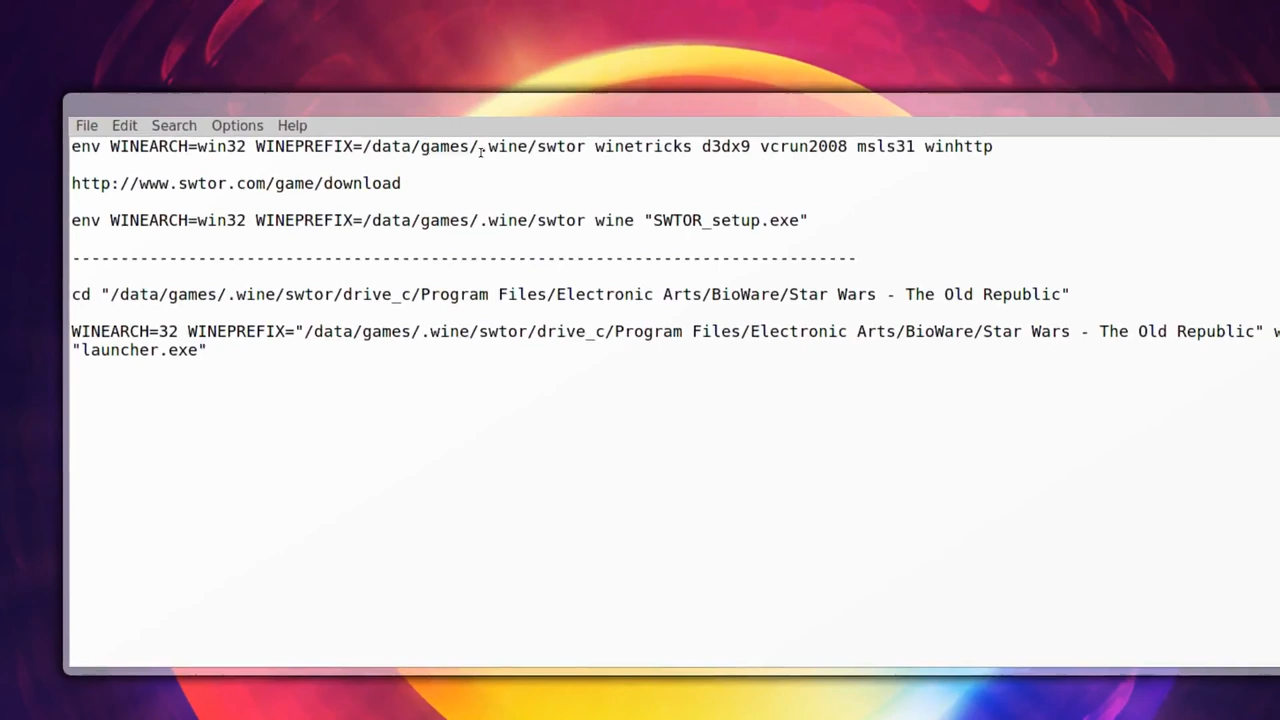 File Edit Search Options Help
env WINEARCH=win32 WINEPREFIX=/data/games/.wine/swtor winetricks d3dx9 vcrun2008 msls31 winhttp
http://www.swtor.com/game/download
env WINEARCH=win32 WINEPREFIX=/data/games/.wine/swtor wine "SWTOR_setup.exe"
---------------------------------------------------------------------------------
cd "/data/games/.wine/swtor/drive_c/Program Files/Electronic Arts/BioWare/Star Wars - The Old Republic"
WINEARCH=32 WINEPREFIX="/data/games/.wine/swtor/drive_c/Program Files/Electronic Arts/BioWare/Star Wars - The Old Republic"
"launcher.exe"